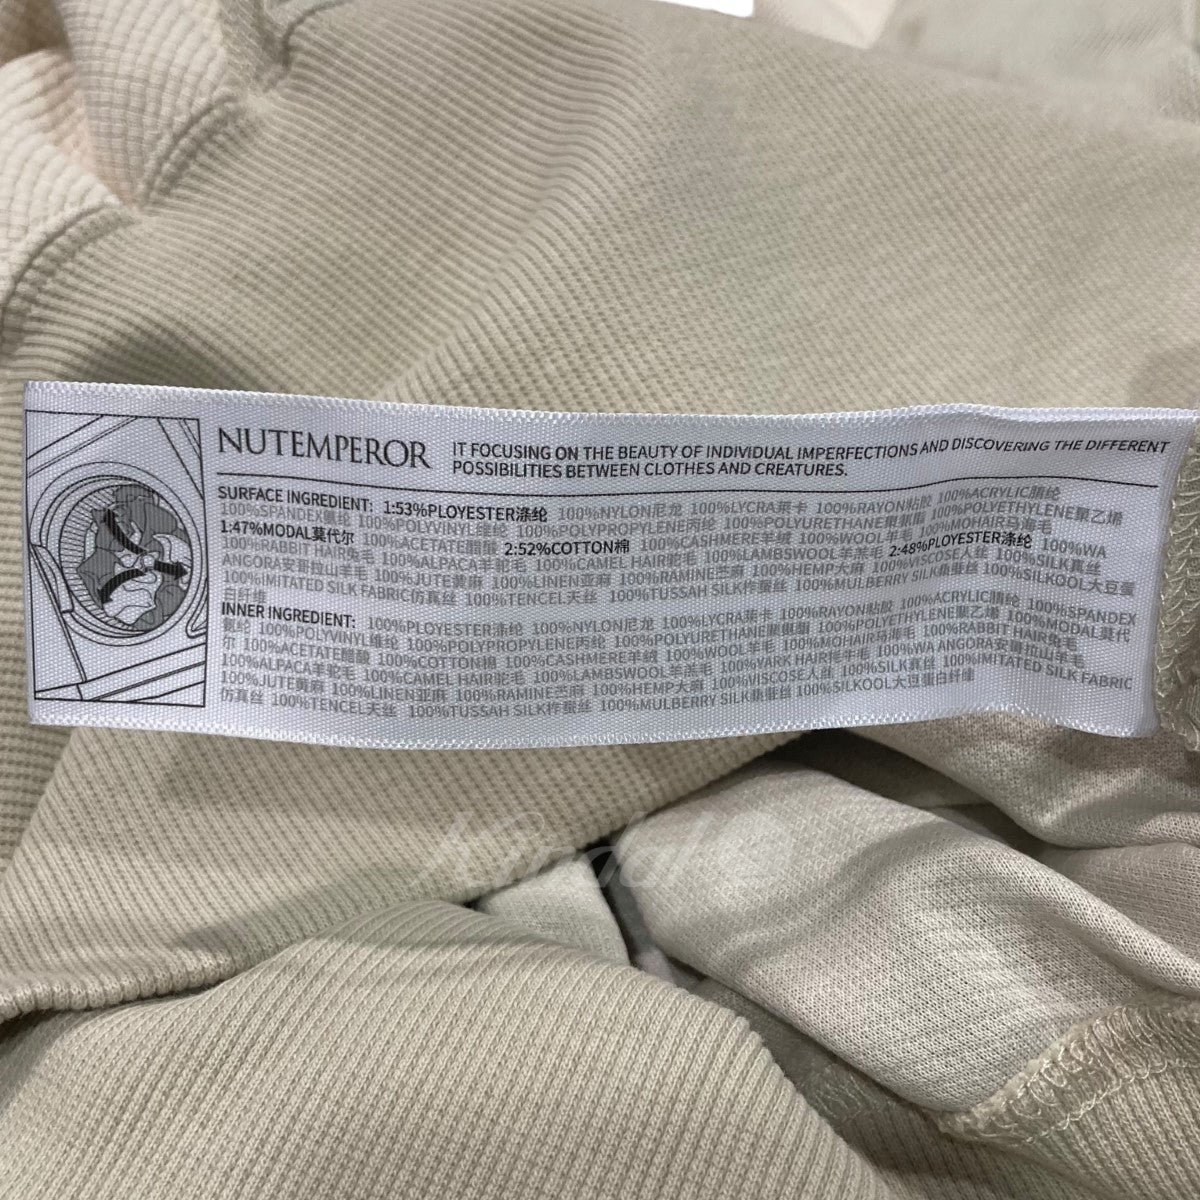 NUTEMPEROR
IT FOCUSING ON THE BEAUTY OF INDIVIDUAL IMPERFECTIONS AND DISCOVERING THE DIFFERENT
POSSIBILITIES BETWEEN CLOTHES AND CREATURES.
SURFACE INGREDIENT: 1:53%PLOYESTER涤纶 100%NYLON尼龙 100%LYCRA莱卡 100%RAYON粘胶 100%ACRYLIC腈纶
100%SPANDEX氨纶 100%POLYVINYL维纶 100%POLYPROPYLENE丙纶 100%POLYURETHANE聚氨酯 100%POLYETHYLENE聚乙烯
1:47%MODAL莫代尔 100%ACETATE醋酸 2:52%COTTON棉 100%CASHMERE羊绒 100%WOOL羊毛 100%MOHAIR马海毛
100%RABBIT HAIR兔毛 100%ALPACA羊驼毛 100%CAMEL HAIR驼毛 100%LAMBSWOOL羊羔毛 2:48%PLOYESTER涤纶 100%WA
ANGORA安哥拉山羊毛 100%JUTE黄麻 100%LINEN亚麻 100%RAMINE苎麻 100%HEMP大麻 100%VISCOSE人丝 100%SILK真丝
100%IMITATED SILK FABRIC仿真丝 100%TENCEL天丝 100%TUSSAH SILK柞蚕丝 100%MULBERRY SILK桑蚕丝 100%SILKOOL大豆蛋
白纤维
INNER INGREDIENT: 100%PLOYESTER涤纶 100%NYLON尼龙 100%LYCRA莱卡 100%RAYON粘胶 100%ACRYLIC腈纶 100%SPANDEX
氨纶 100%POLYVINYL维纶 100%POLYPROPYLENE丙纶 100%POLYURETHANE聚氨酯 100%POLYETHYLENE聚乙烯 100%MODAL莫代
尔 100%ACETATE醋酸 100%COTTON棉 100%CASHMERE羊绒 100%WOOL羊毛 100%MOHAIR马海毛 100%RABBIT HAIR兔毛
100%ALPACA羊驼毛 100%CAMEL HAIR驼毛 100%LAMBSWOOL羊羔毛 100%YARK HAIR牦牛毛 100%WA ANGORA安哥拉山羊毛
100%JUTE黄麻 100%LINEN亚麻 100%RAMINE苎麻 100%HEMP大麻 100%VISCOSE人丝 100%SILK真丝 100%IMITATED SILK FABRIC
仿真丝 100%TENCEL天丝 100%TUSSAH SILK柞蚕丝 100%MULBERRY SILK桑蚕丝 100%SILKOOL大豆蛋白纤维
Kindal